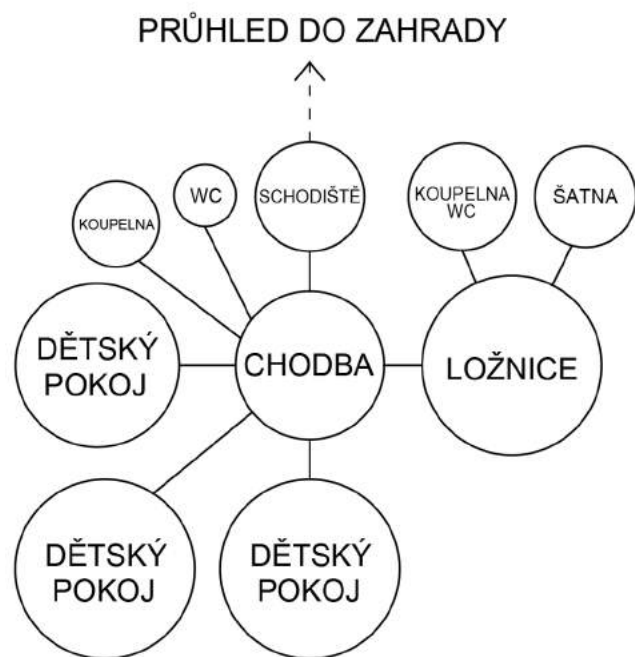 PRŮHLED DO ZAHRADY
WC
SCHODIŠTĚ
KOUPELNA
WC
ŠATNA
KOUPELNA
DĚTSKÝ
POKOJ
CHODBA
LOŽNICE
DĚTSKÝ
POKOJ
DĚTSKÝ
POKOJ